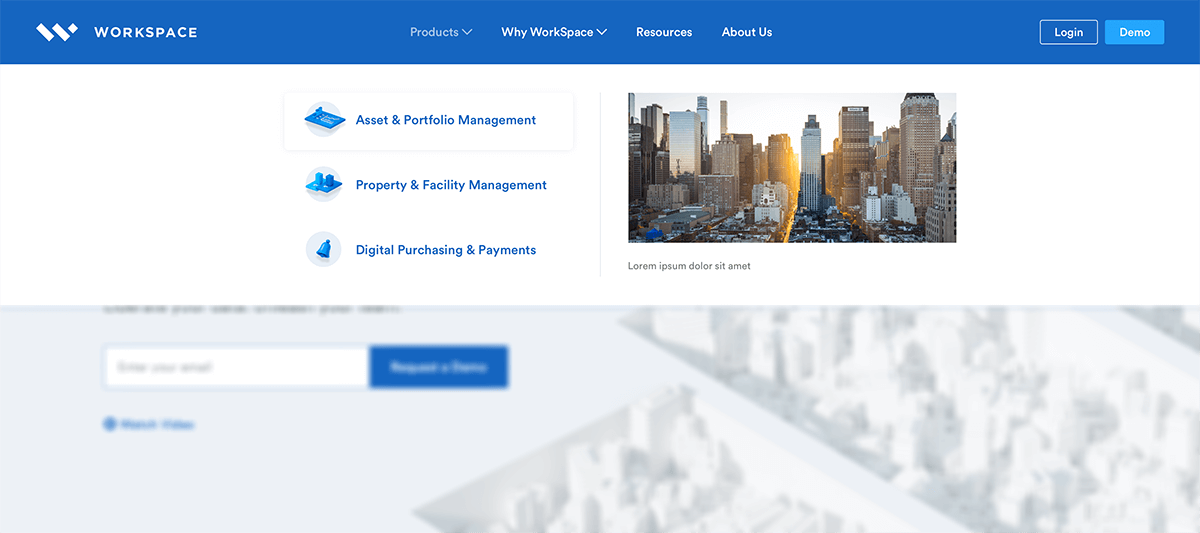 WORKSPACE
Products
Why WorkSpace
Resources
About Us
Login
Demo
Asset & Portfolio Management
Property & Facility Management
Digital Purchasing & Payments
Lorem ipsum dolor sit amet
Enter your email
Request a Demo
Watch Video